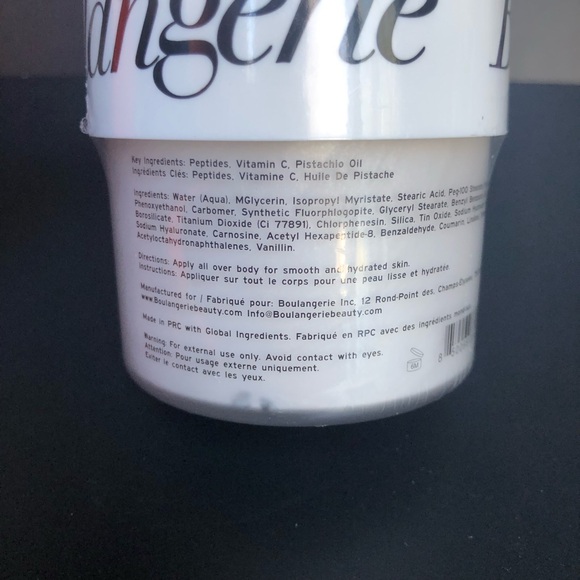 angerie
Key Ingredients: Peptides, Vitamin C, Pistachio Oil
Ingrédients Clés: Peptides, Vitamine C, Huile De Pistache
Ingredients: Water (Aqua), MGlycerin, Isopropyl Myristate, Stearic Acid, Peg-100
Phenoxyethanol, Carbomer, Synthetic Fluorphlogopite, Glyceryl Stearate, Benzyl
Borossilicate, Titanium Dioxide (Ci 77891), Chlorphenesin, Silica, Tin Oxide, Sodium
Sodium Hyaluronate, Carnosine, Acetyl Hexapeptide-8, Benzaldehyde, Coumarin,
Acetyloctahydronaphthalenes, Vanillin.
Directions: Apply all over body for smooth and hydrated skin.
Instructions: Appliquer sur tout le corps pour une peau lisse et hydratée
Manufactured for / Fabriqué pour: Boulangerie Inc. 12 Rond-Point des, Champs-Élysées,
www.Boulangeriebeauty.com Info@Boulangeriebeauty.com
Made in PRC with Global Ingredients. Fabriqué en RPC avec des ingrédients
Warning: For external use only. Avoid contact with eyes.
Attention: Pour usage externe uniquement.
Éviter le contact avec les yeux.